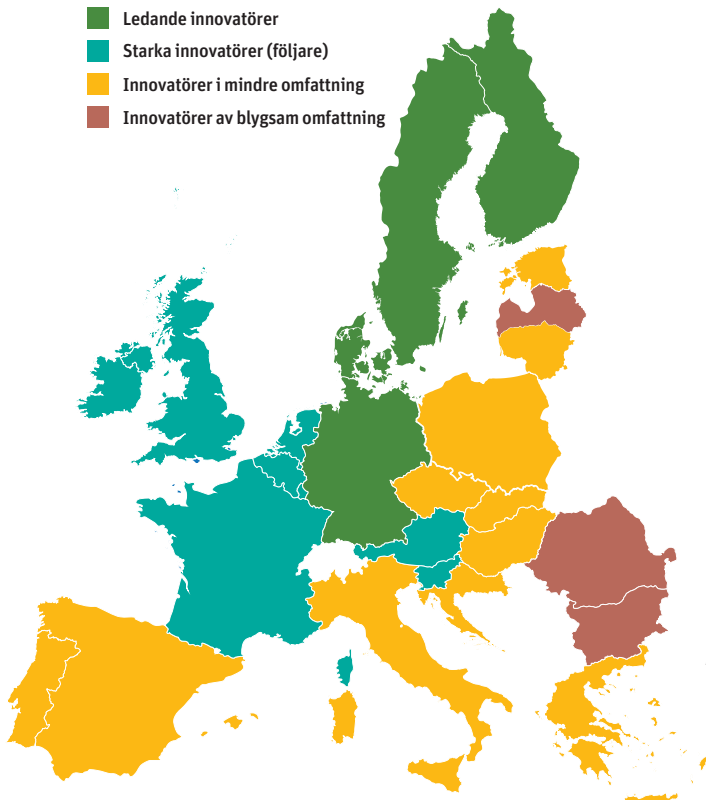 Ledande innovatörer
Starka innovatörer (följare)
Innovatörer i mindre omfattning
Innovatörer av blygsam omfattning